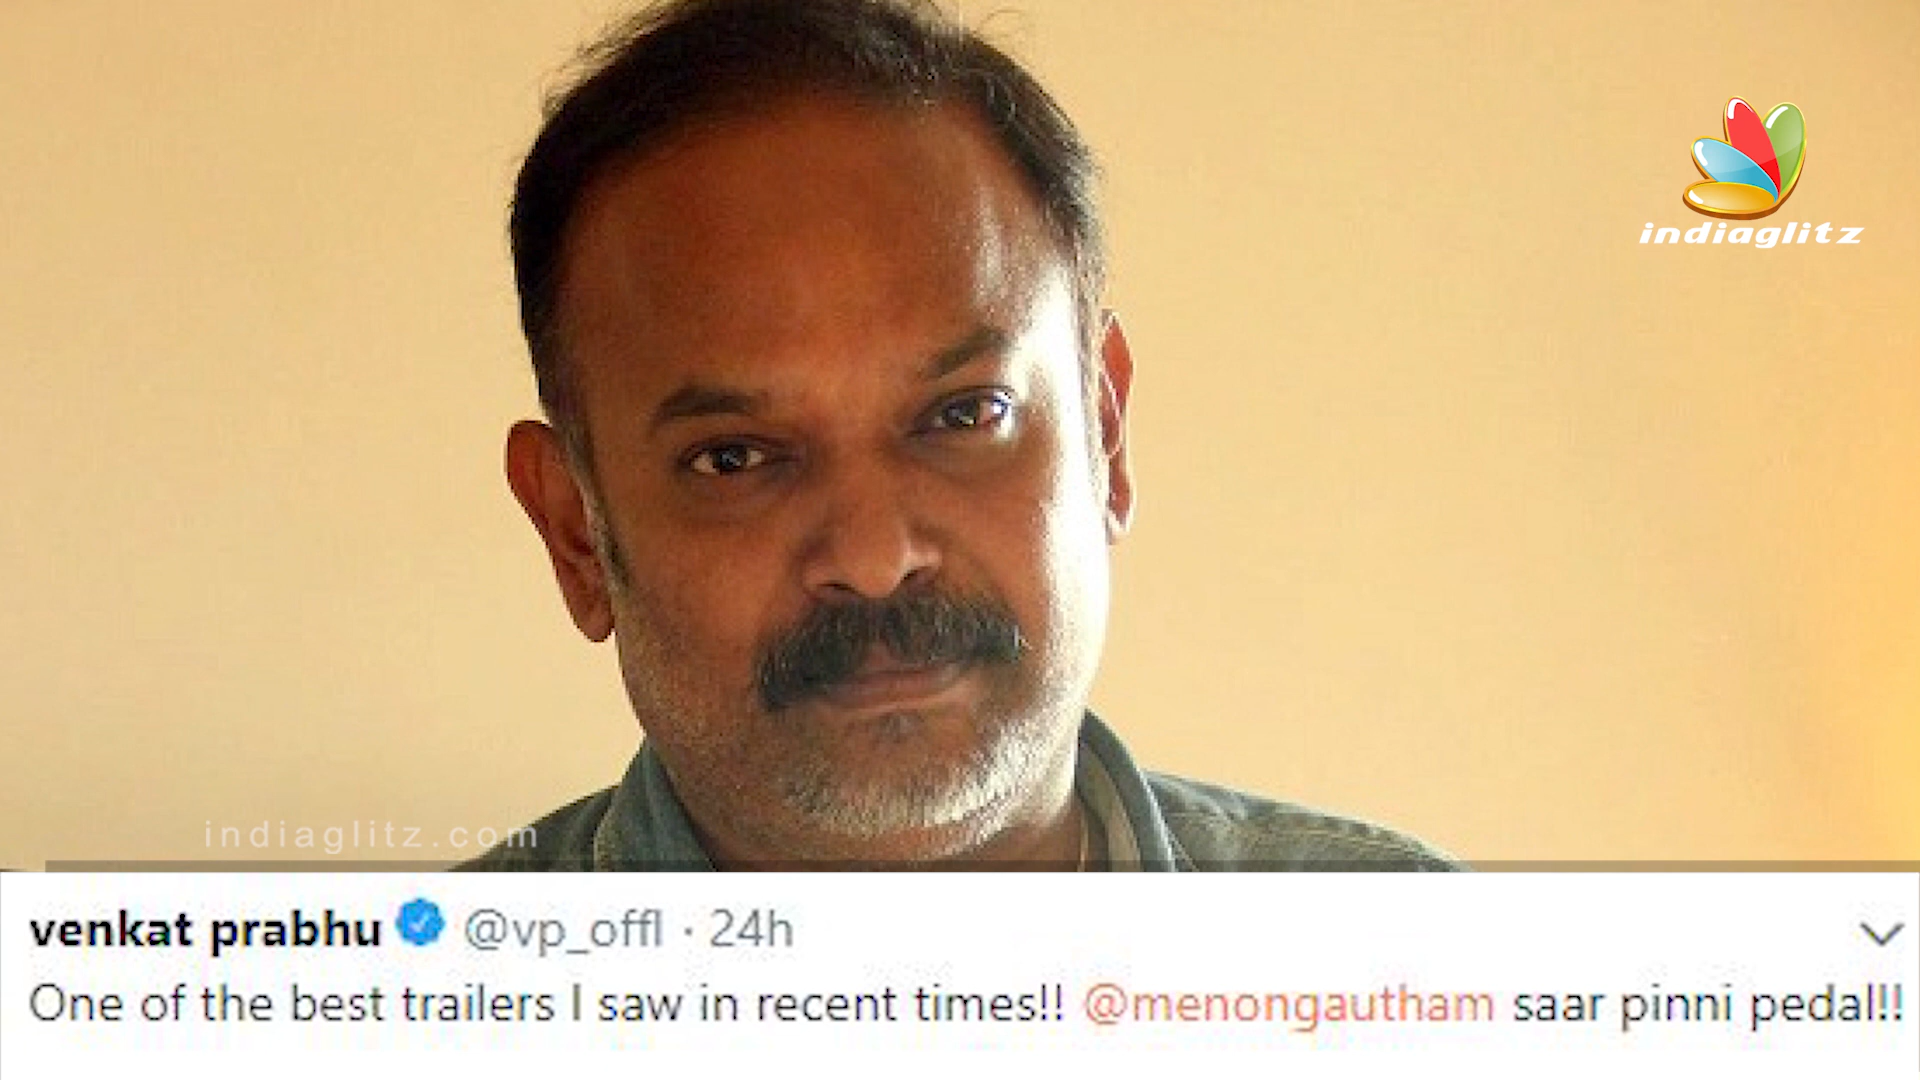 indiaglitz
indiaglitz.com
venkat prabhu @vp_offl · 24h
One of the best trailers I saw in recent times!! @menongautham saar pinni pedal!!